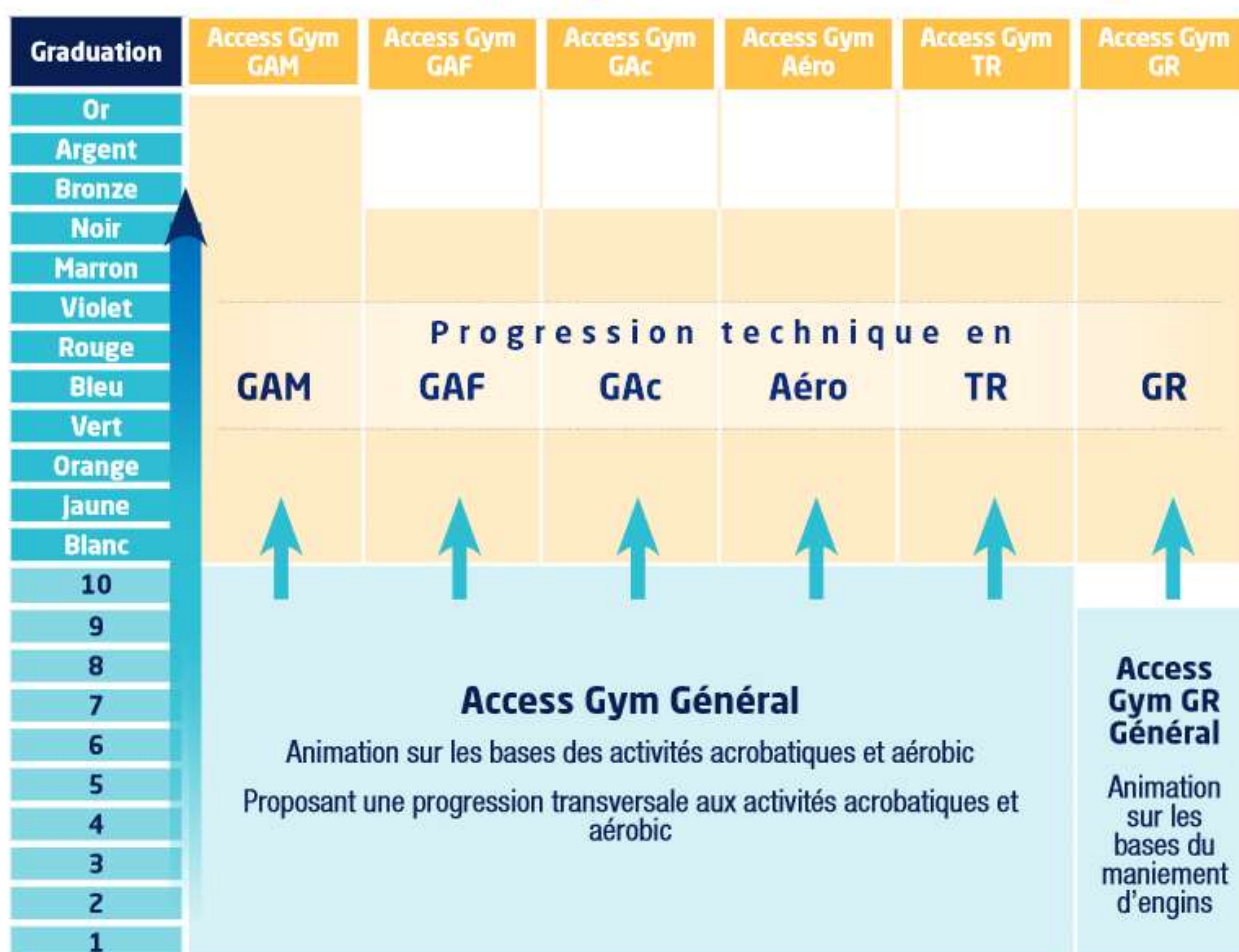 Graduation
Access Gym
GAM
Access Gym
GAF
Access Gym
GAc
Access Gym
Aéro
Access Gym
TR
Access Gym
GR
Or
Argent
Bronze
Noir
Marron
Violet
Rouge
Bleu
Vert
Orange
Jaune
Blanc
10
9
8
7
6
5
4
3
2
1
Progression technique en
GAM
GAF
GAc
Aéro
TR
GR
Access Gym Général
Animation sur les bases des activités acrobatiques et aérobic
Proposant une progression transversale aux activités acrobatiques et
aérobic
Access
Gym GR
Général
Animation
sur les
bases du
maniement
d'engins